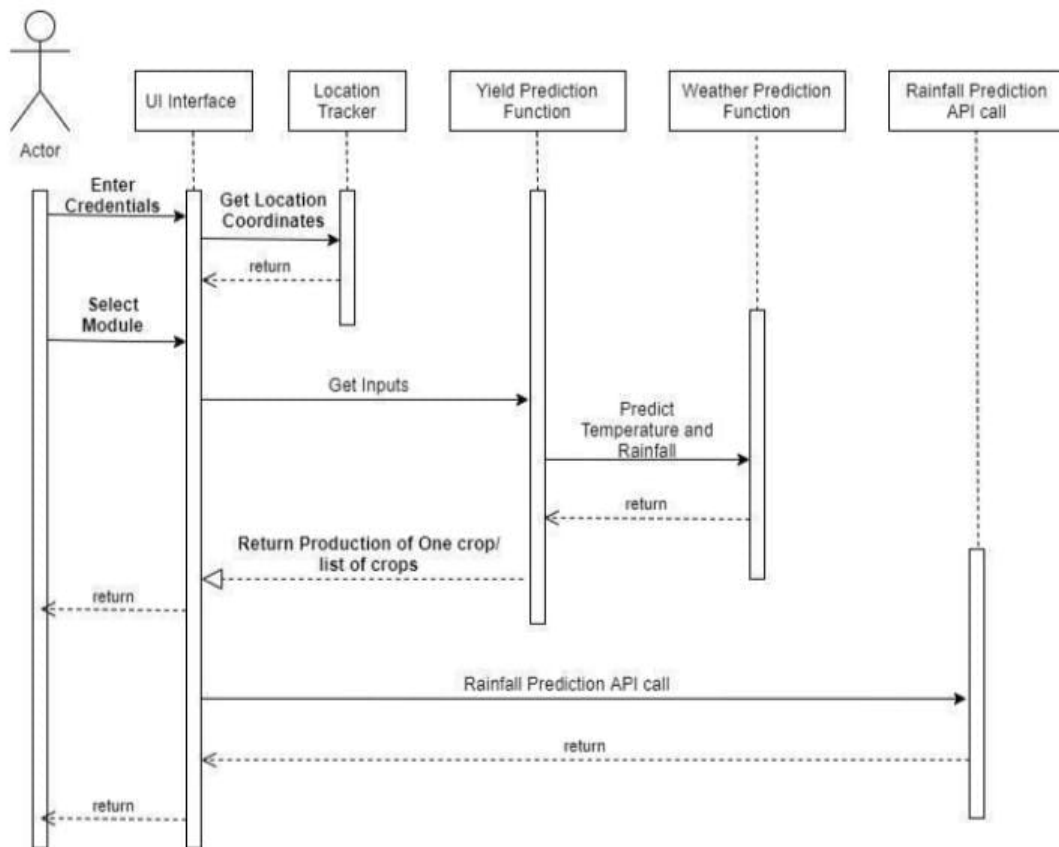 Actor
UI Interface
Location
Tracker
Yield Prediction
Function
Weather Prediction
Function
Rainfall Prediction
API call
Enter
Credentials
Get Location
Coordinates
return
Select
Module
Get Inputs
Predict
Temperature and
Rainfall
return
Return Production of One crop/
list of crops
return
Rainfall Prediction API call
return
return